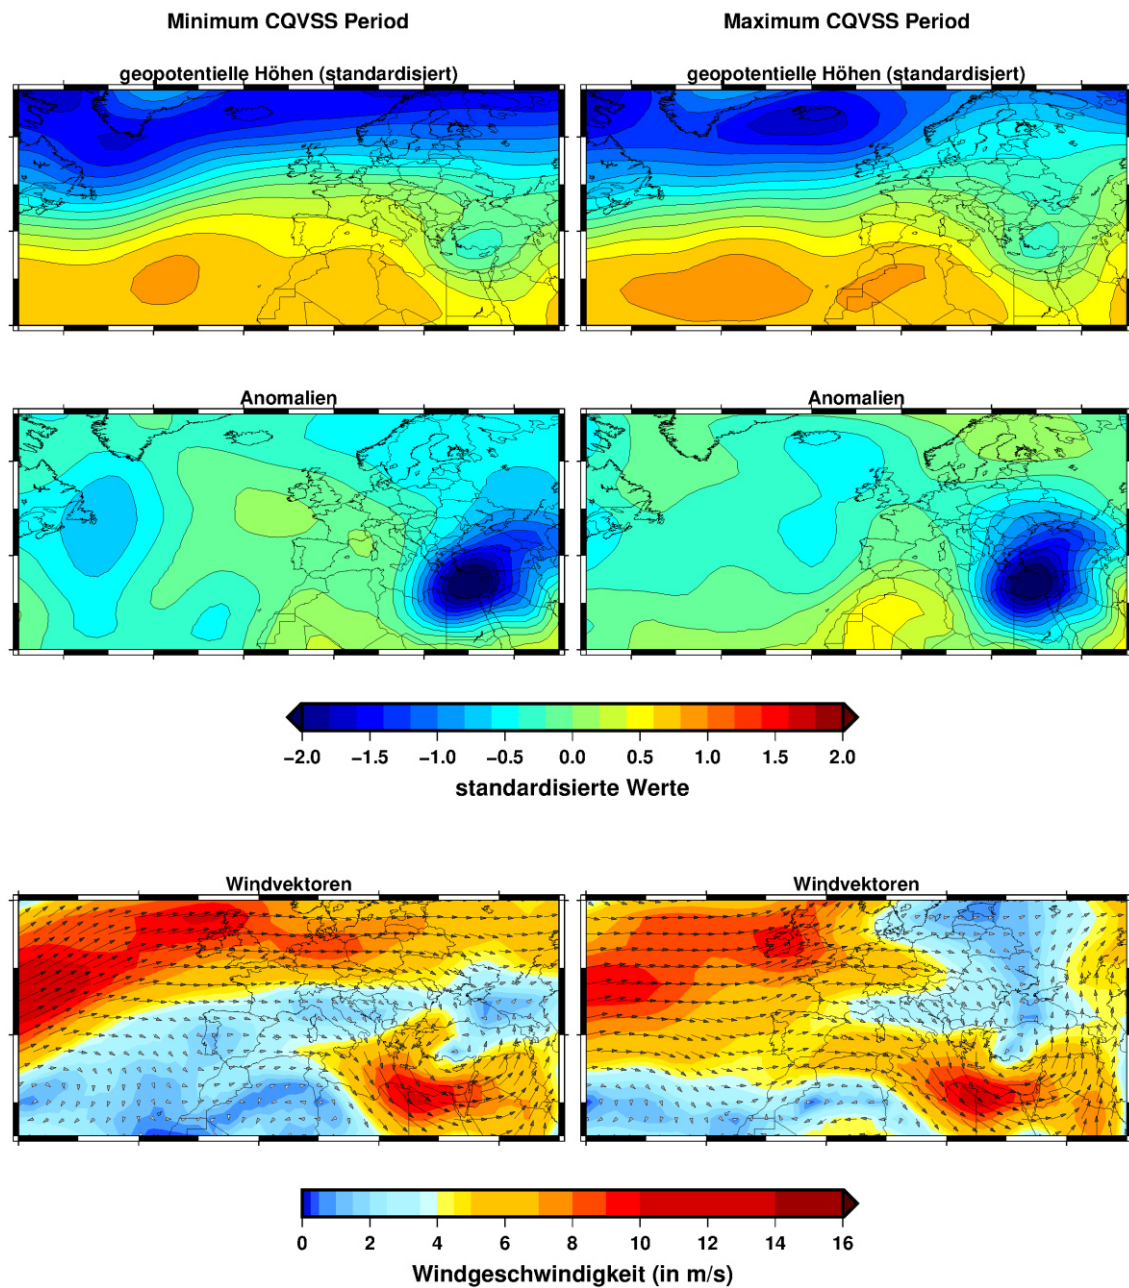 Minimum CQVSS Period
Maximum CQVSS Period
geopotentielle Höhen (standardisiert)
geopotentielle Höhen (standardisiert)
Anomalien
Anomalien
−2.0 −1.5 −1.0 −0.5 0.0 0.5 1.0 1.5 2.0
standardisierte Werte
Windvektoren
Windvektoren
0 2 4 6 8 10 14 16
Windgeschwindigkeit (in m/s)